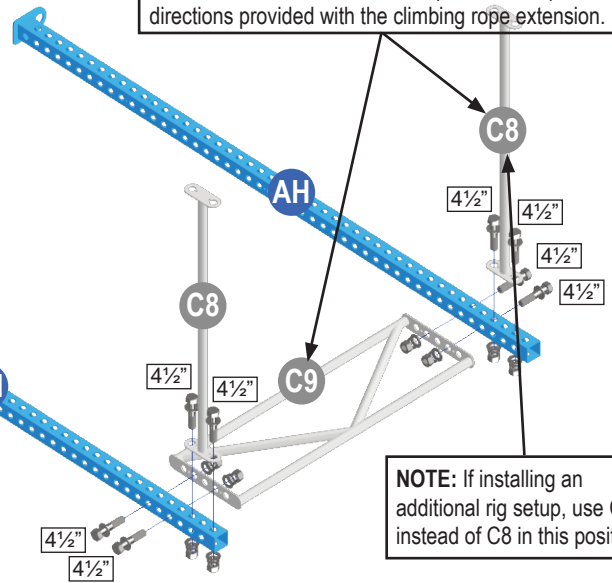 directions provided with the climbing rope extension.
C8
AH
4½”
4½”
4½”
4½”
C8
C9
4½”
4½”
NOTE: If installing an
additional rig setup, use
instead of C8 in this
4½”
4½”